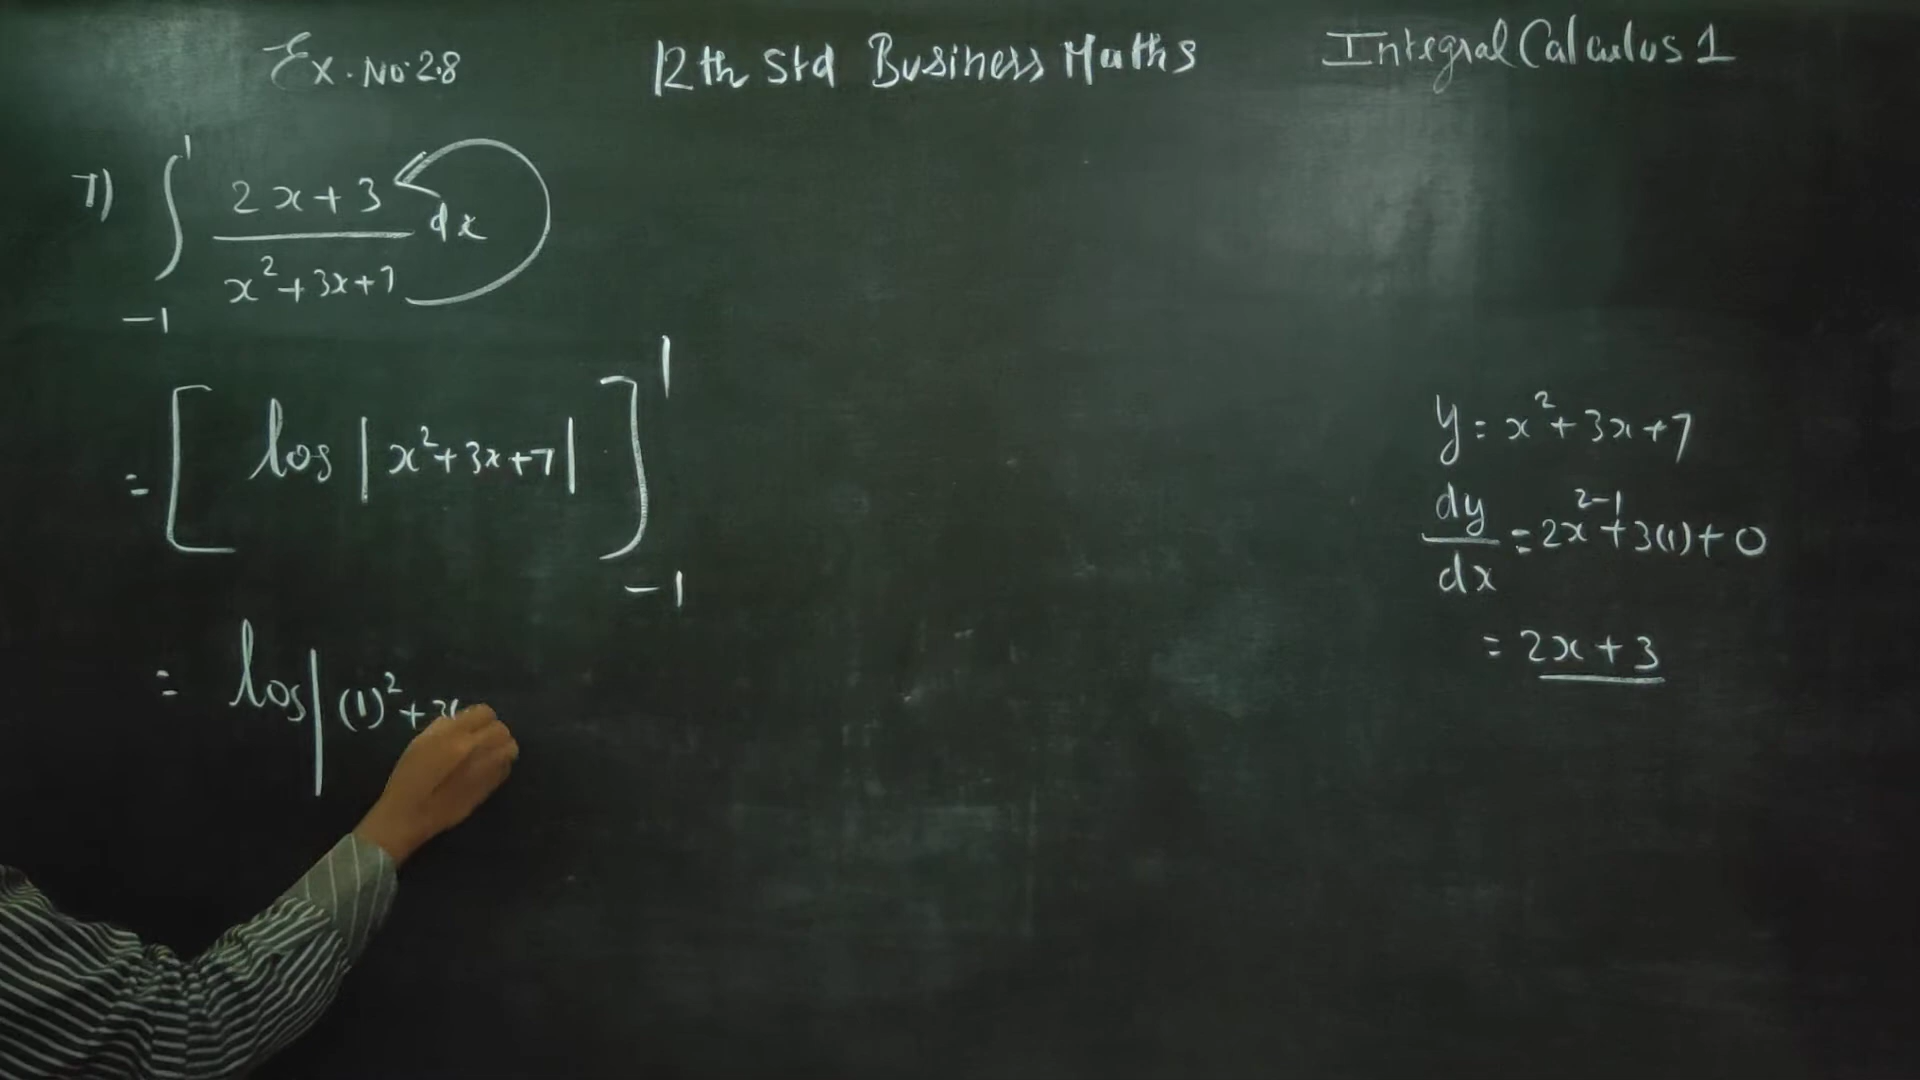 Ex. No: 2.8 12th Std Business Maths Integral Calculus 1
7) ∫ 1 -1 2x+3 / x²+3x+7 dx
= [ log |x²+3x+7| ] 1 -1
= log | (1)² + 3(
y = x²+3x+7
dy/dx = 2x²⁻¹+3(1)+0
= 2x+3